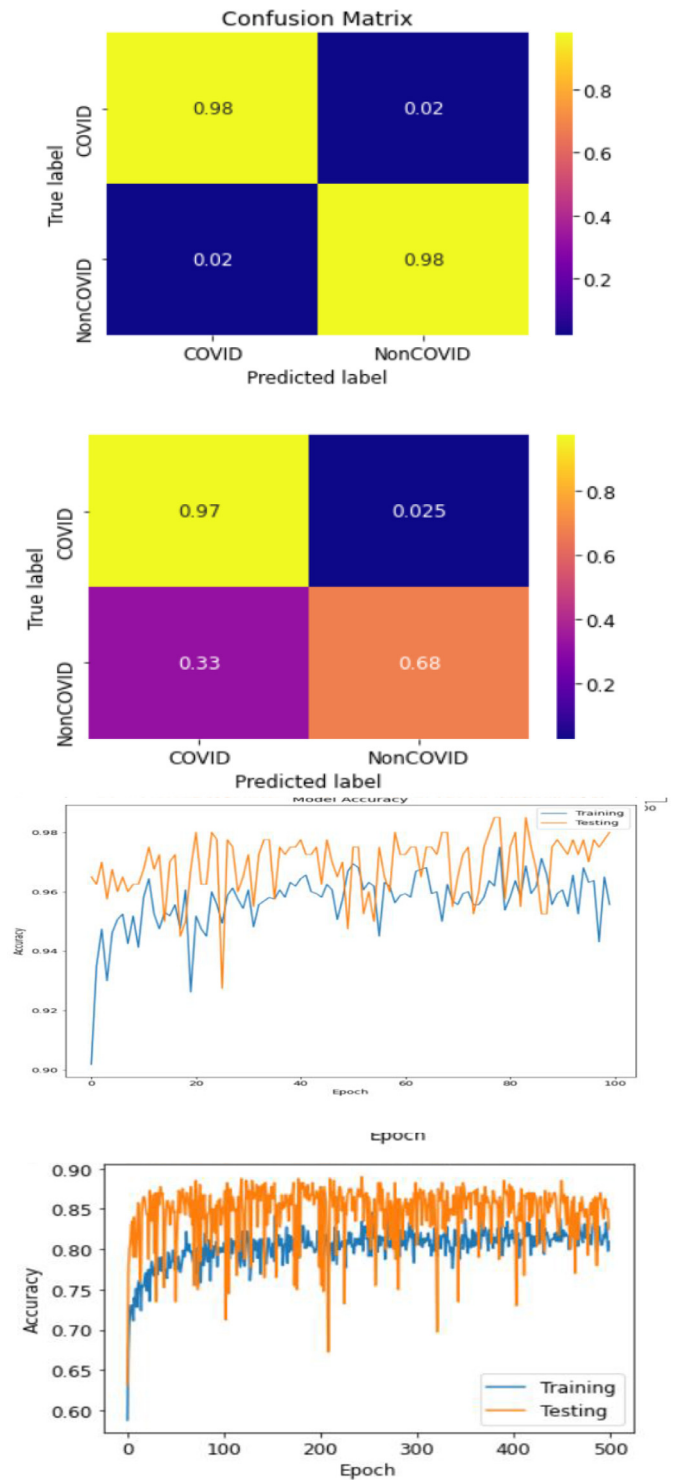 Confusion Matrix
COVID
NonCOVID
True label
0.98
0.02
0.02
0.98
0.8
0.6
0.4
0.2
COVID
NonCOVID
Predicted label
COVID
NonCOVID
True label
0.97
0.025
0.33
0.68
0.8
0.6
0.4
0.2
COVID
NonCOVID
Predicted label
Model Accuracy
00
Training
Testing
0.98
0.96
0.94
0.92
0.90
Accuracy
0
20
40
60
80
100
Epoch
Epoch
0.90
0.85
0.80
0.75
0.70
0.65
0.60
Accuracy
Training
Testing
0
100
200
300
400
500
Epoch